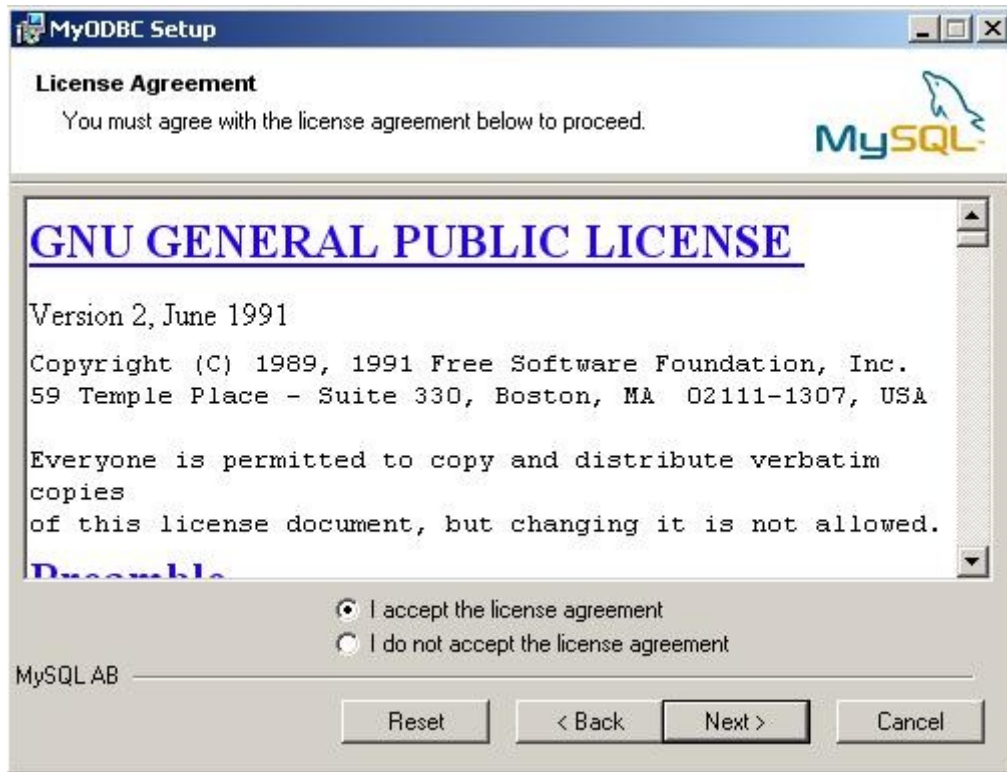 MyODBC Setup
License Agreement
You must agree with the license agreement below to proceed.
MySQL
GNU GENERAL PUBLIC LICENSE
Version 2, June 1991
Copyright (C) 1989, 1991 Free Software Foundation, Inc.
59 Temple Place - Suite 330, Boston, MA  02111-1307, USA
Everyone is permitted to copy and distribute verbatim
copies
of this license document, but changing it is not allowed.
Preamble
I accept the license agreement
I do not accept the license agreement
MySQL AB
Reset
< Back
Next >
Cancel